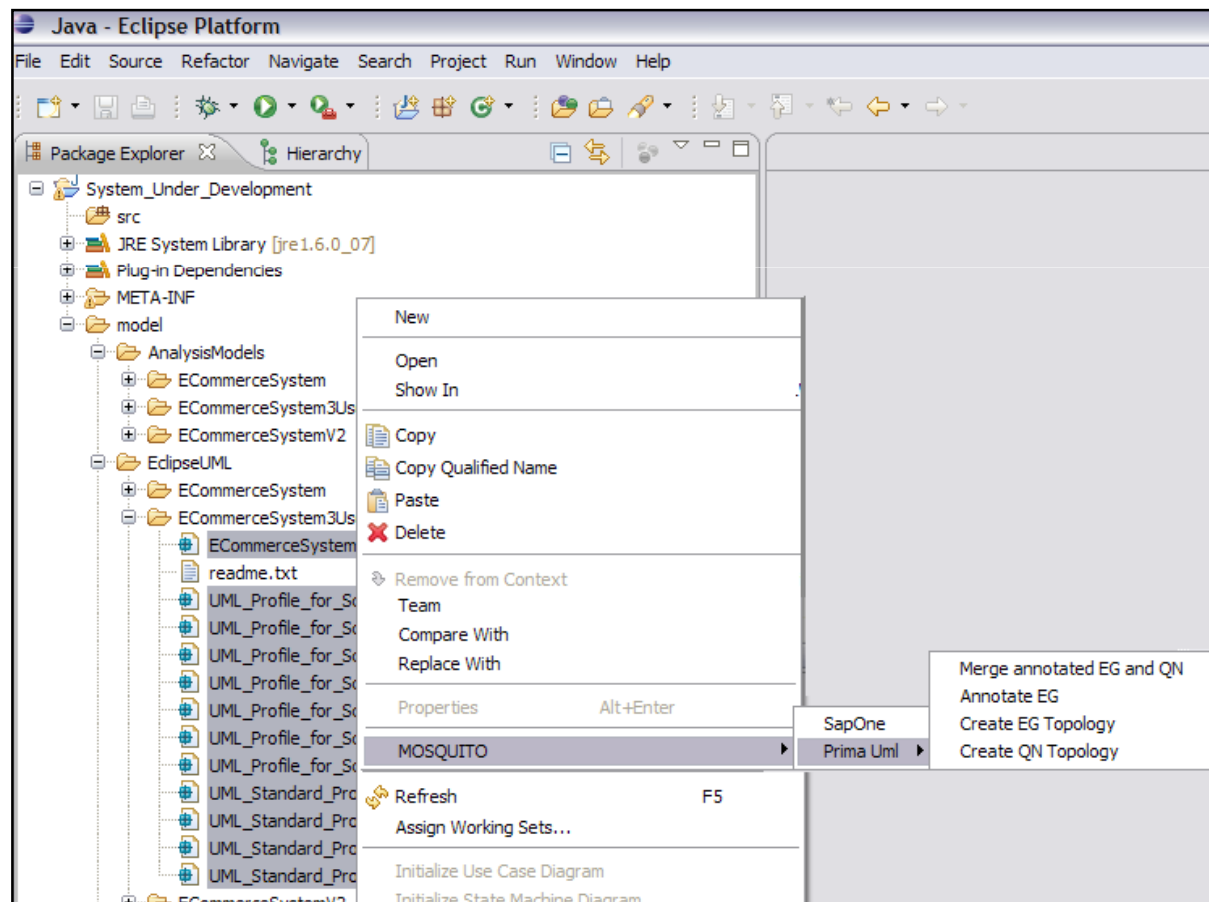 Java - Eclipse Platform
File Edit Source Refactor Navigate Search Project Run Window Help
Package Explorer Hierarchy
System_Under_Development
src
JRE System Library [jre1.6.0_07]
Plug-in Dependencies
META-INF
model
AnalysisModels
ECommerceSystem
ECommerceSystem3Us
ECommerceSystemV2
EclipseUML
ECommerceSystem
ECommerceSystem3Us
ECommerceSystem
readme.txt
UML_Profile_for_Sc
UML_Profile_for_Sc
UML_Profile_for_Sc
UML_Profile_for_Sc
UML_Profile_for_Sc
UML_Profile_for_Sc
UML_Profile_for_Sc
UML_Standard_Pro
UML_Standard_Pro
UML_Standard_Pro
UML_Standard_Pro
ECommerceSystemV2
New
Open
Show In
Copy
Copy Qualified Name
Paste
Delete
Remove from Context
Team
Compare With
Replace With
Properties Alt+Enter
MOSQUITO
Refresh F5
Assign Working Sets...
Initialize Use Case Diagram
Initialize State Machine Diagram
SapOne
Prima Uml
Merge annotated EG and QN
Annotate EG
Create EG Topology
Create QN Topology